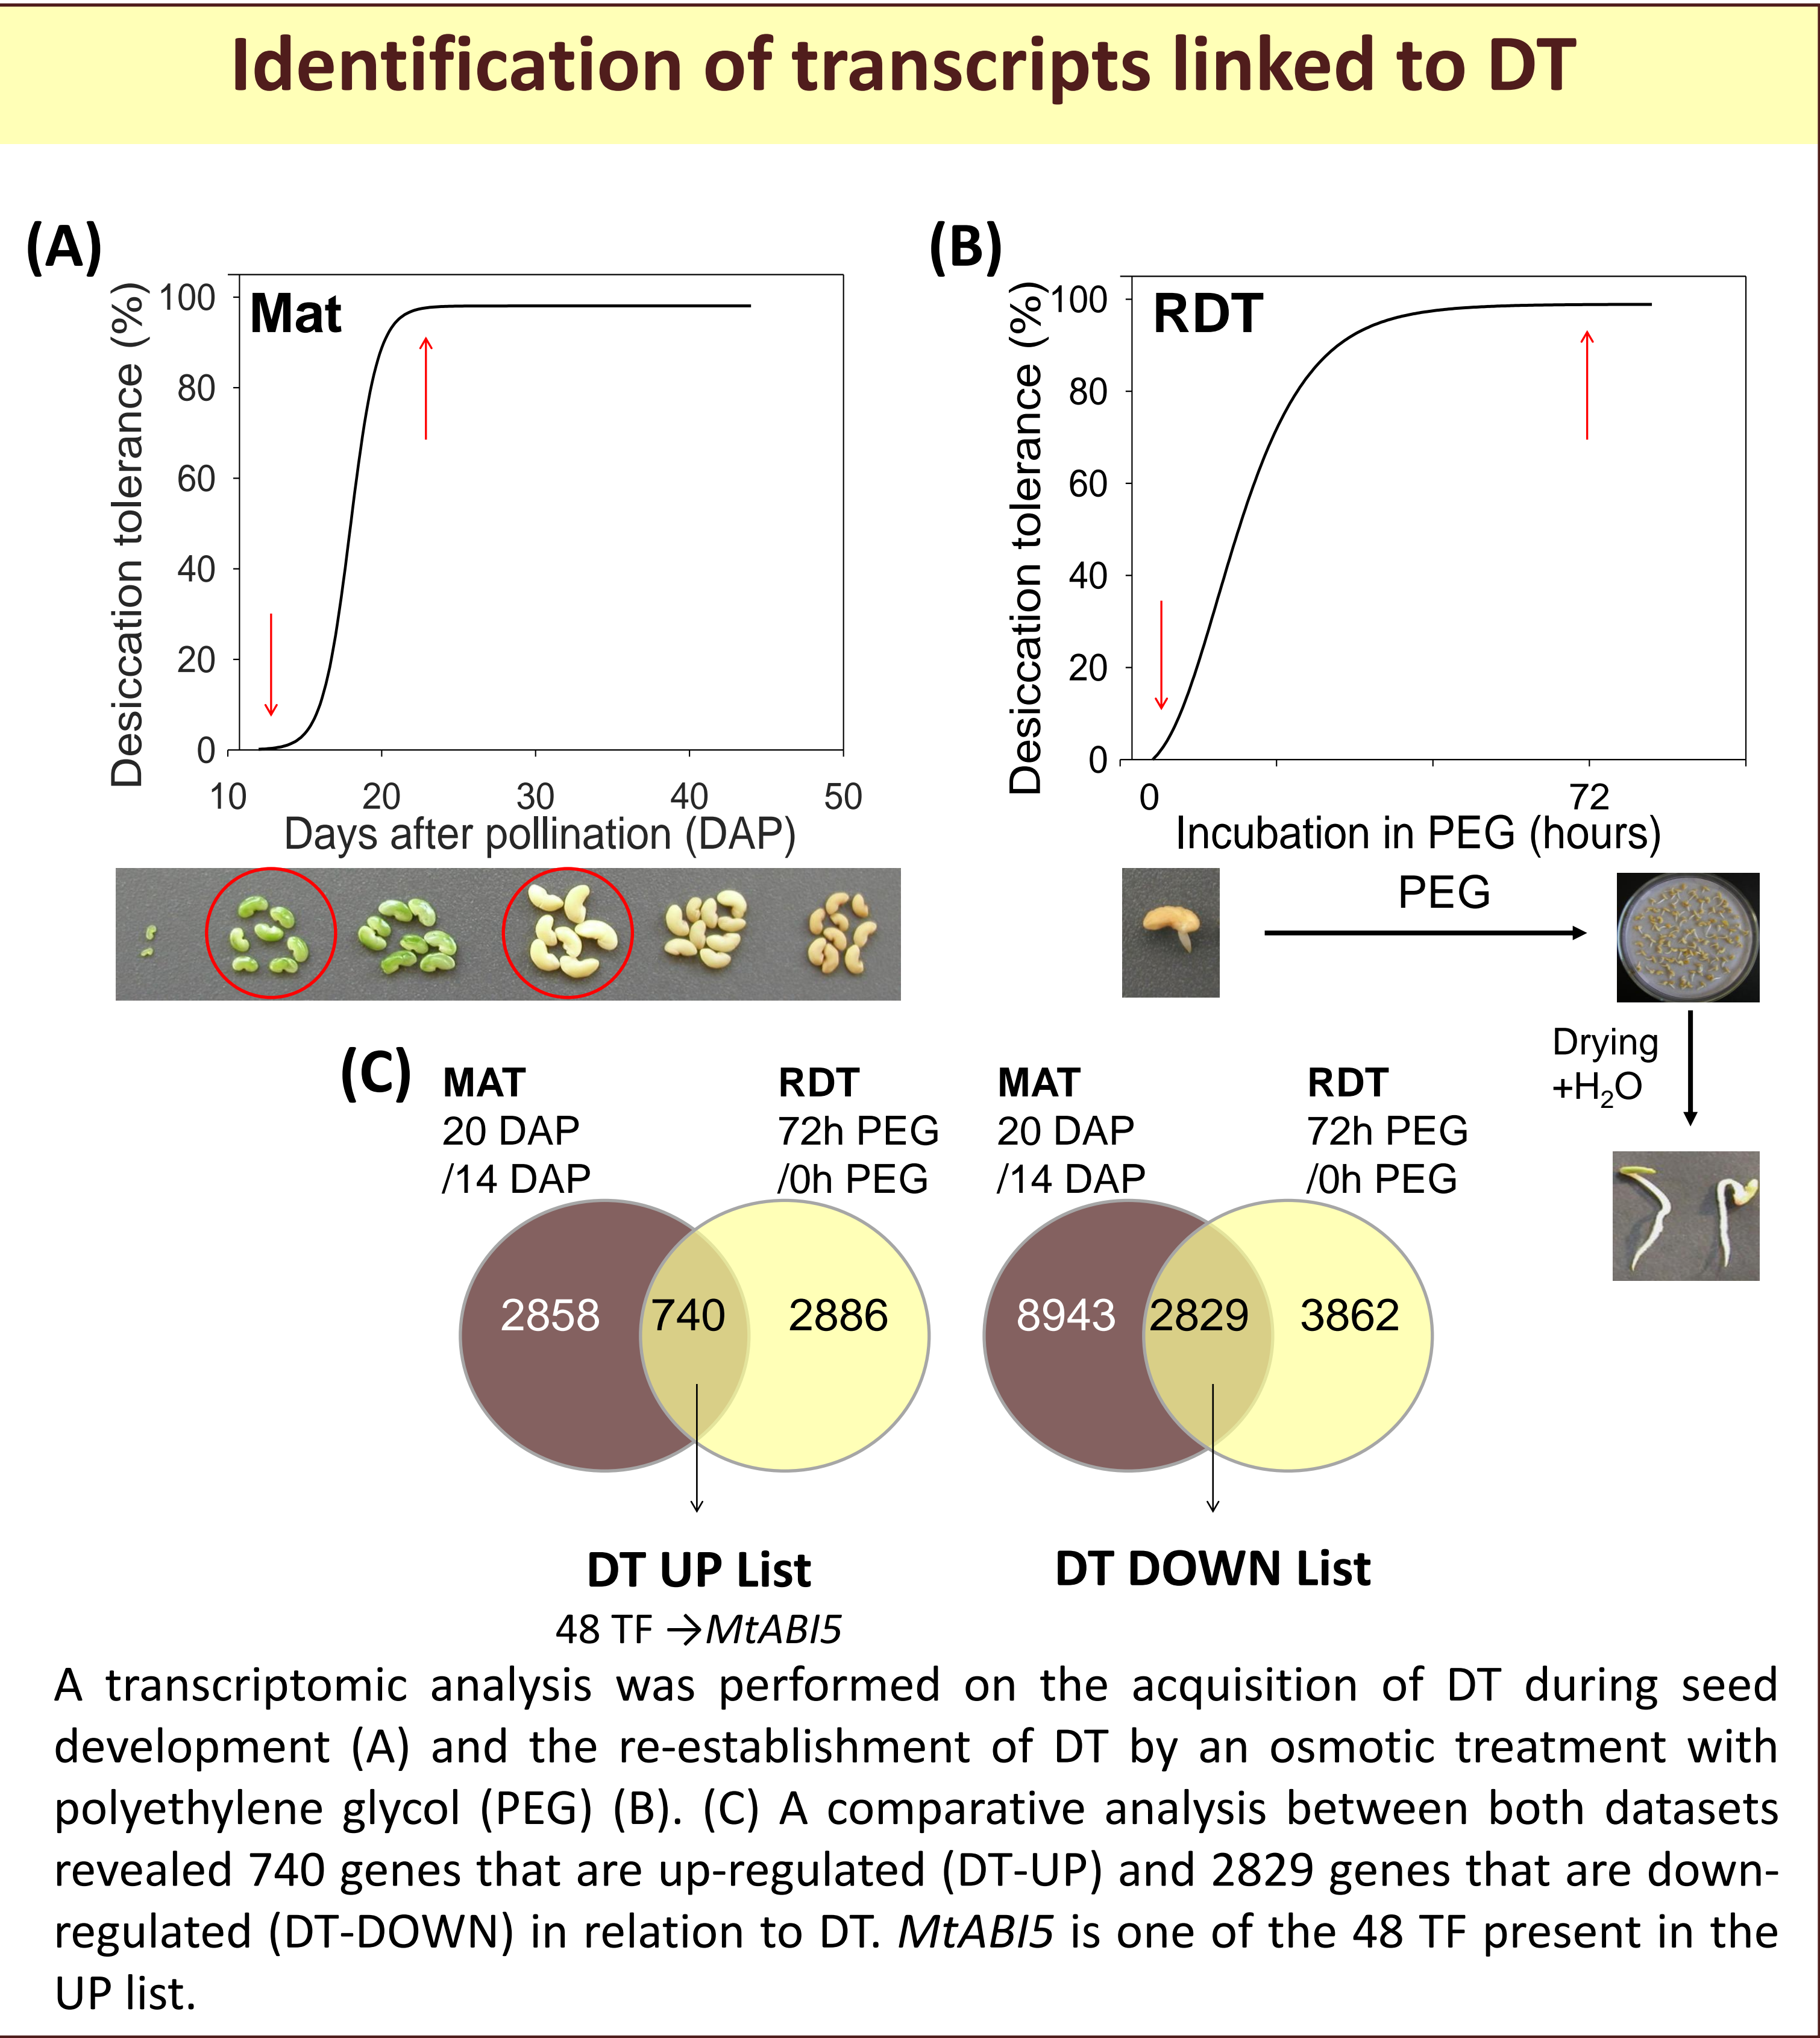 Identification of transcripts linked to DT
(A)
Desiccation tolerance (%)
Mat
100
80
60
40
20
0
10 20 30 40 50
Days after pollination (DAP)
(B)
Desiccation tolerance (%)
RDT
100
80
60
40
20
0
0 72
Incubation in PEG (hours)
PEG
Drying
+H₂O
(C)
MAT
20 DAP
/14 DAP
RDT
72h PEG
/0h PEG
MAT
20 DAP
/14 DAP
RDT
72h PEG
/0h PEG
2858 740 2886
8943 2829 3862
DT UP List
48 TF →MtABI5
DT DOWN List
A transcriptomic analysis was performed on the acquisition of DT during seed
development (A) and the re-establishment of DT by an osmotic treatment with
polyethylene glycol (PEG) (B). (C) A comparative analysis between both datasets
revealed 740 genes that are up-regulated (DT-UP) and 2829 genes that are down-
regulated (DT-DOWN) in relation to DT. MtABI5 is one of the 48 TF present in the
UP list.